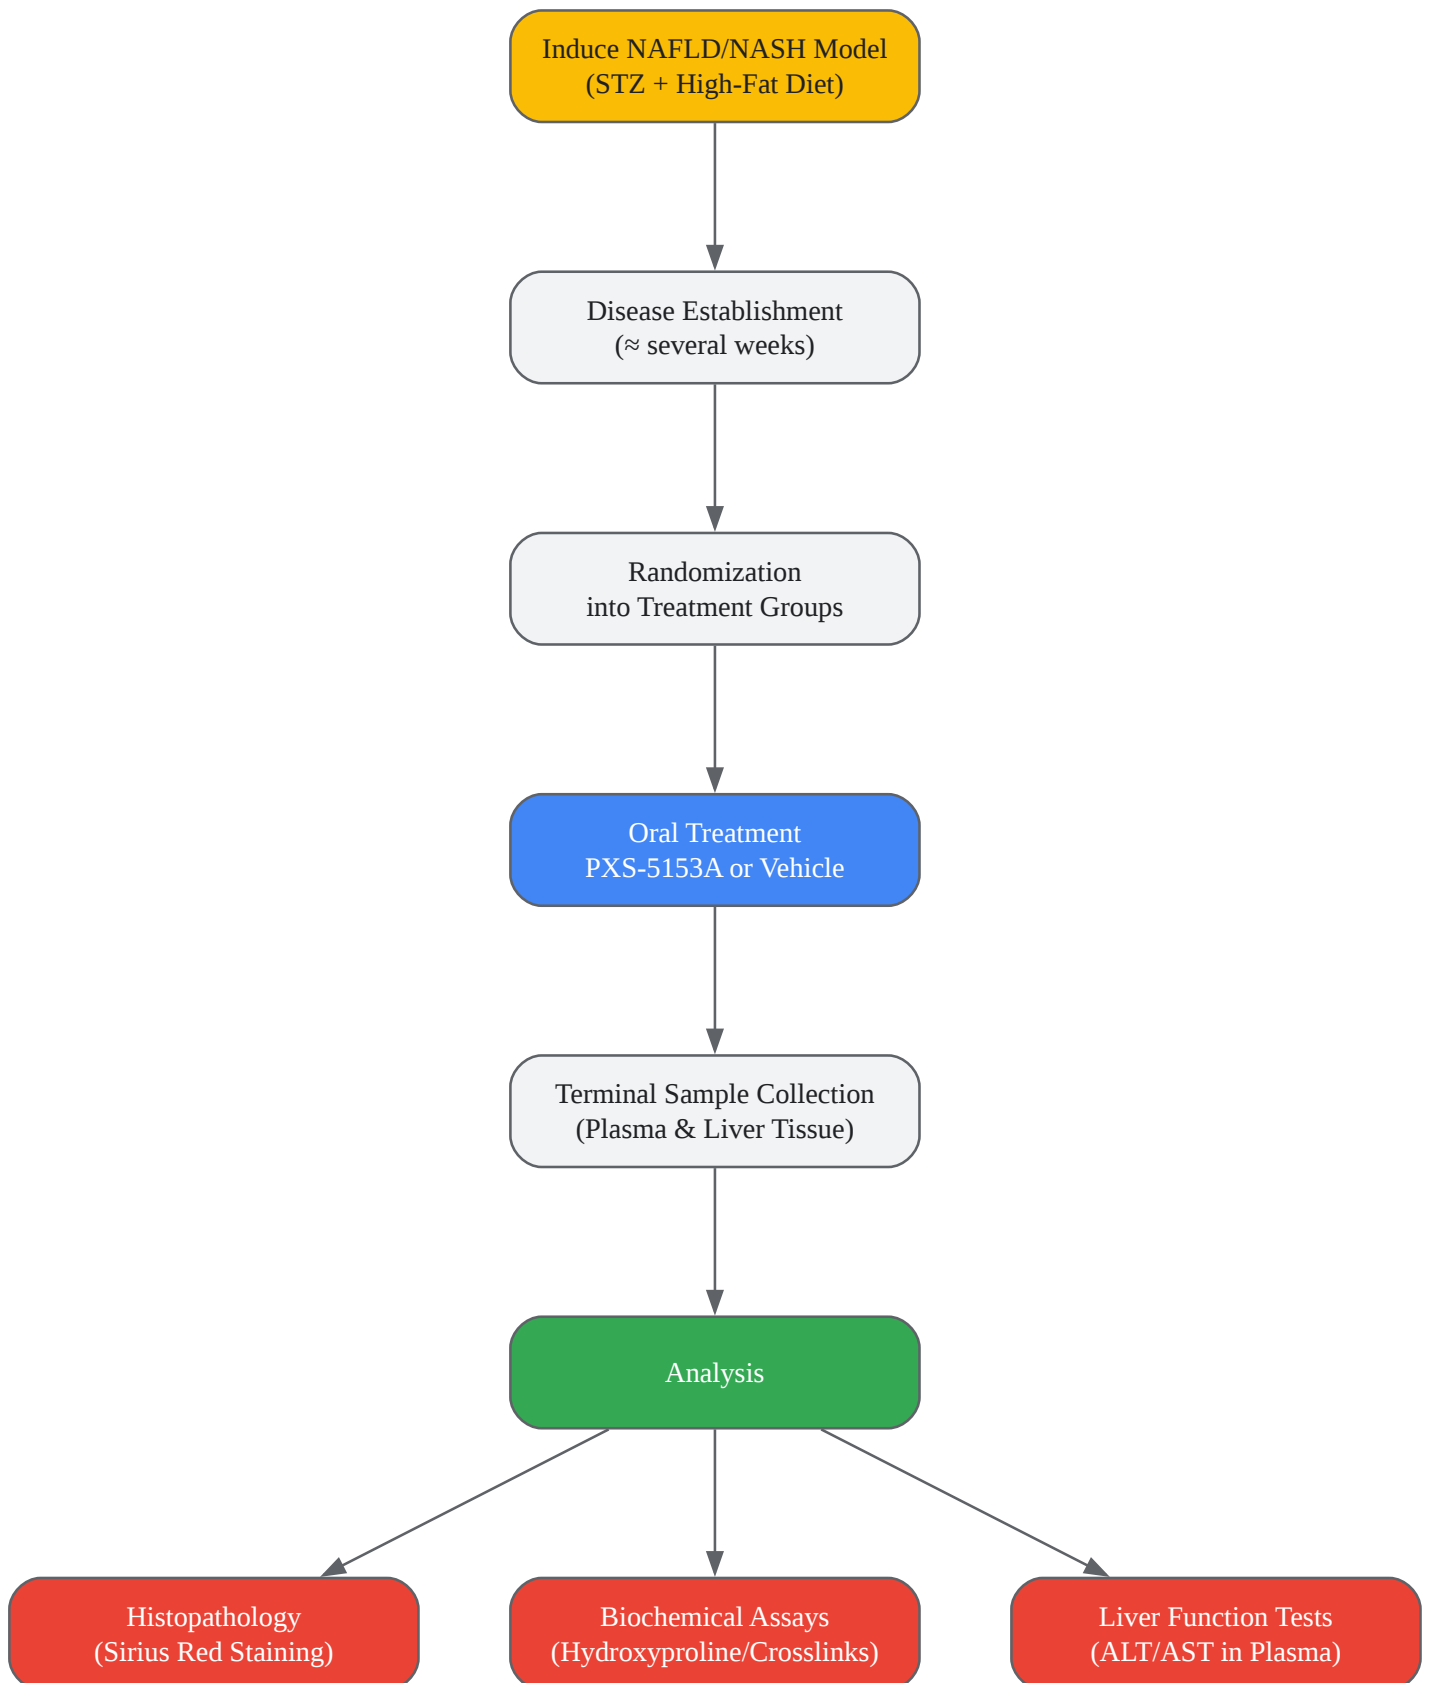 Induce NAFLD/NASH Model
(STZ + High-Fat Diet)
Disease Establishment
(≈ several weeks)
Randomization
into Treatment Groups
Oral Treatment
PXS-5153A or Vehicle
Terminal Sample Collection
(Plasma & Liver Tissue)
Analysis
Histopathology
(Sirius Red Staining)
Biochemical Assays
(Hydroxyproline/Crosslinks)
Liver Function Tests
(ALT/AST in Plasma)